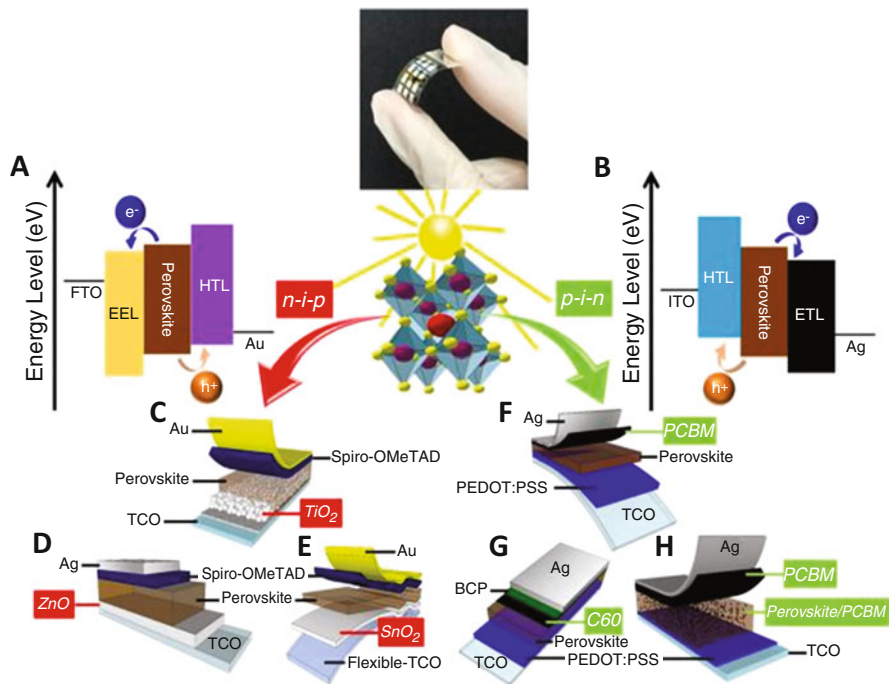 A
Energy Level (eV)
FTO
EEL
e-
Perovskite
HTL
h+
Au
n-i-p
p-i-n
B
Energy Level (eV)
ITO
HTL
Perovskite
e-
ETL
h+
Ag
C
Au
Spiro-OMeTAD
Perovskite
TiO2
TCO
F
Ag
PCBM
Perovskite
PEDOT:PSS
TCO
D
Ag
Spiro-OMeTAD
ZnO
Perovskite
TCO
E
Au
SnO2
Flexible-TCO
G
Ag
BCP
C60
Perovskite
TCO
PEDOT:PSS
H
Ag
PCBM
Perovskite/PCBM
TCO